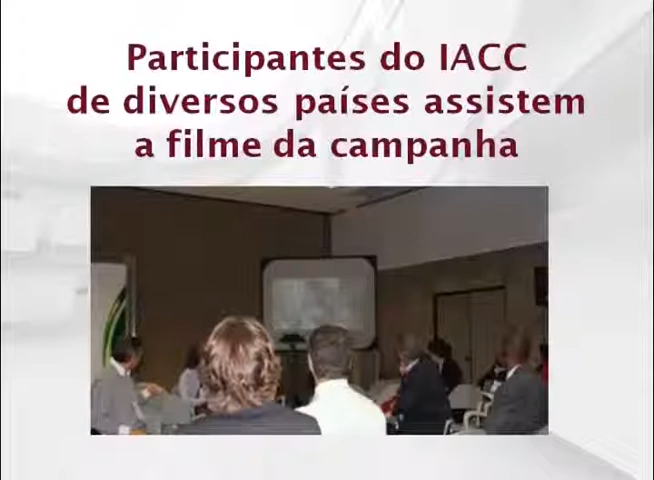 Participantes do IACC
de diversos países assistem
a filme da campanha